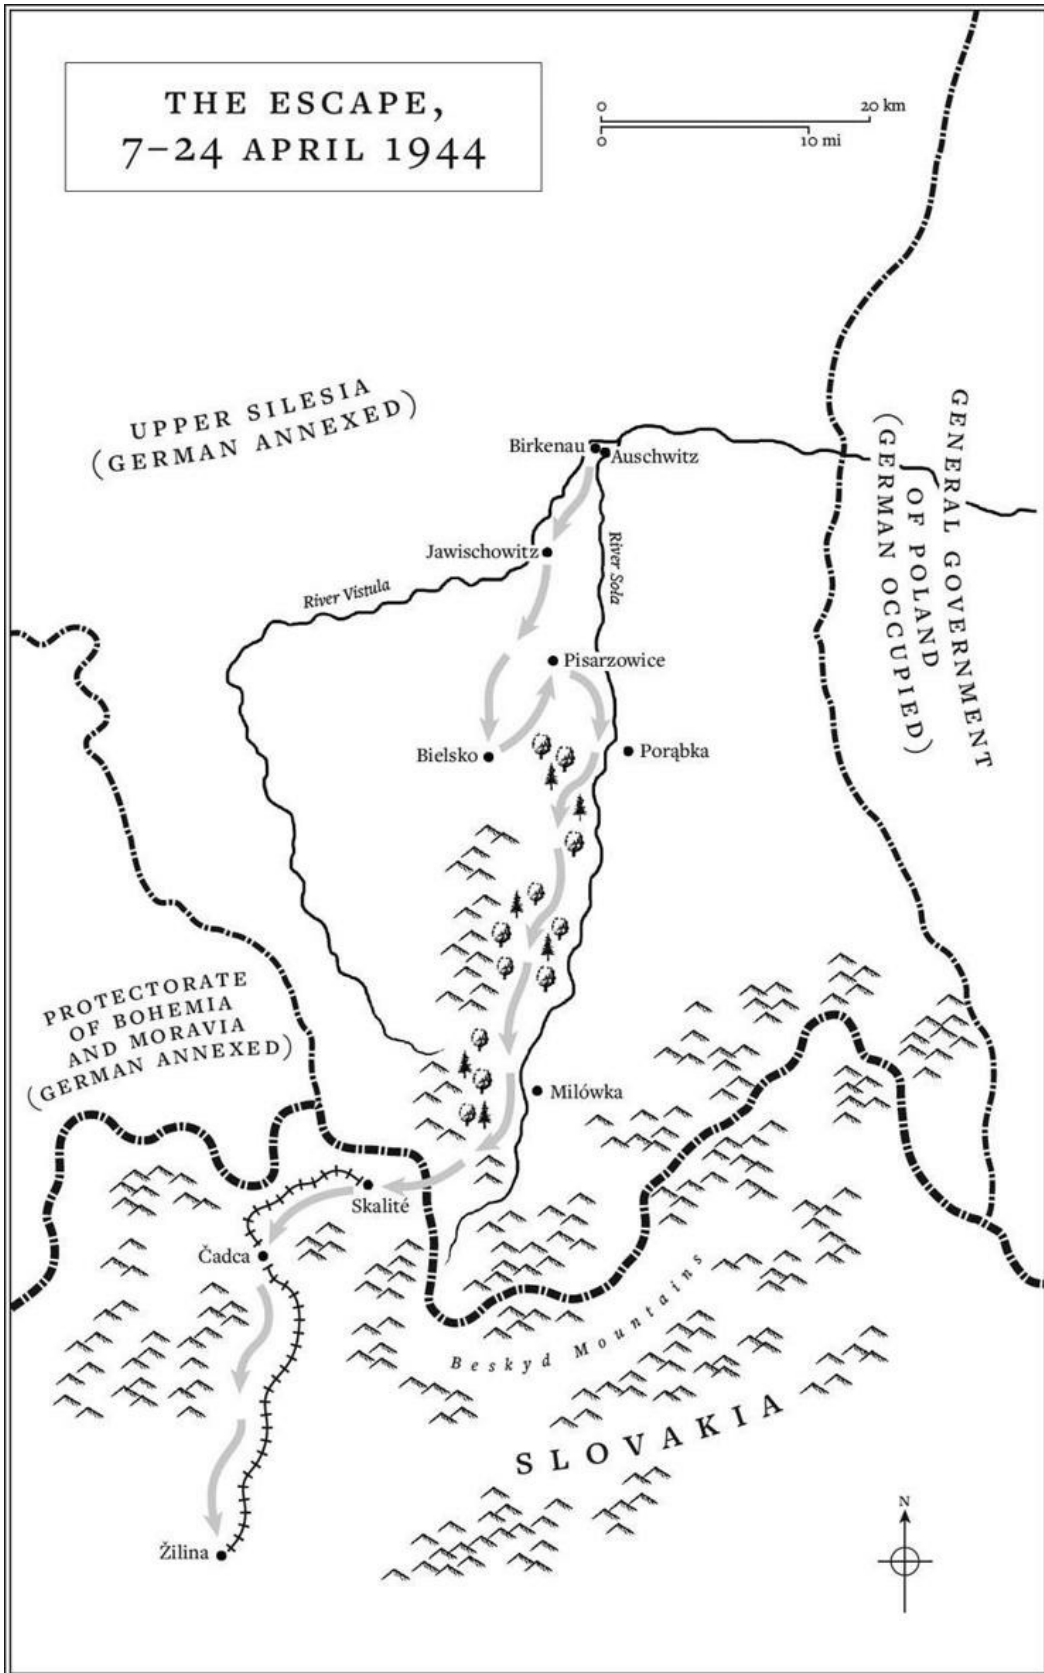 THE ESCAPE,
7–24 APRIL 1944
0
20 km
0
10 mi
UPPER SILESIA
(GERMAN ANNEXED)
GENERAL GOVERNMENT
OF POLAND
(GERMAN OCCUPIED)
Birkenau
Auschwitz
Jawischowitz
River Soła
River Vistula
Pisarzowice
Bielsko
Porąbka
PROTECTORATE
OF BOHEMIA
AND MORAVIA
(GERMAN ANNEXED)
Milówka
Skalité
Čadca
Beskyd Mountains
SLOVAKIA
N
Žilina